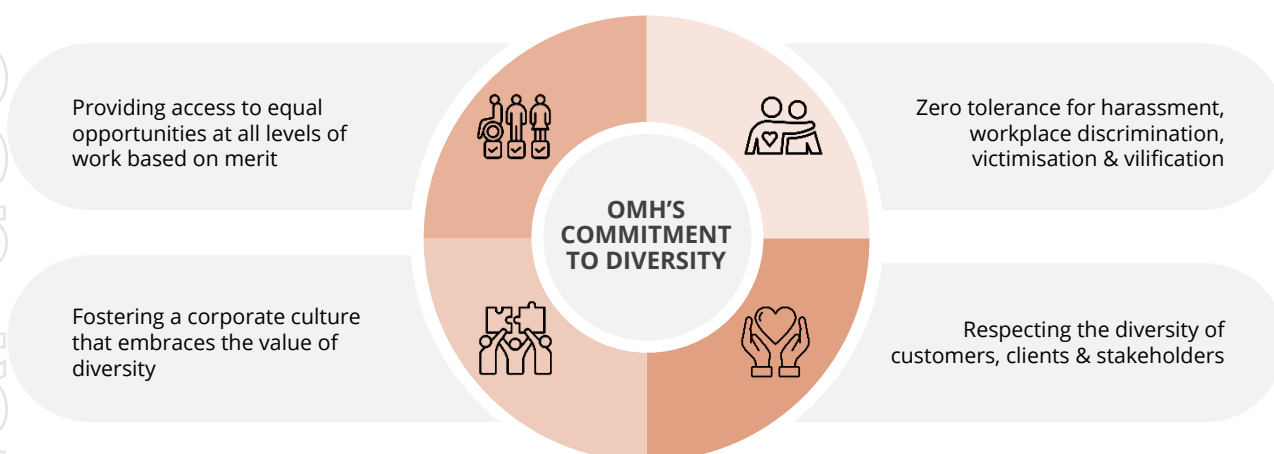 Providing access to equal
opportunities at all levels of
work based on merit
Zero tolerance for harassment,
workplace discrimination,
victimisation & vilification
OMH'S
COMMITMENT
TO DIVERSITY
Fostering a corporate culture
that embraces the value of
diversity
Respecting the diversity of
customers, clients & stakeholders